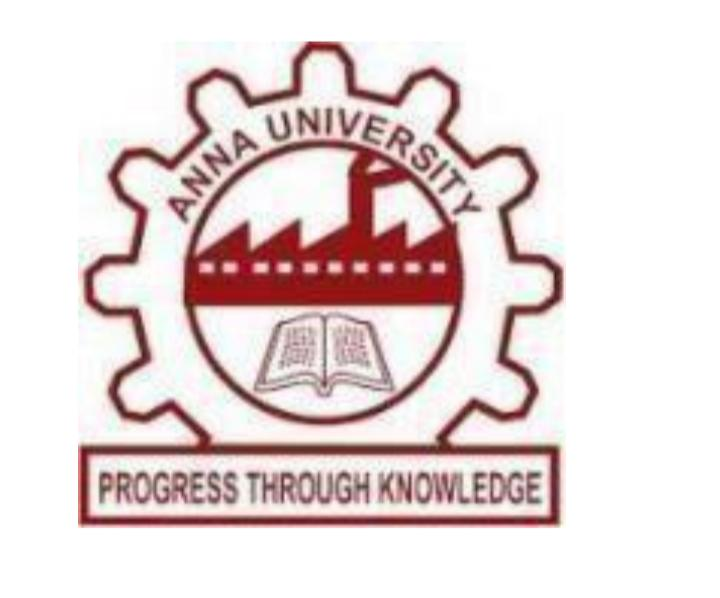 ANNA UNIVERSITY
PROGRESS THROUGH KNOWLEDGE